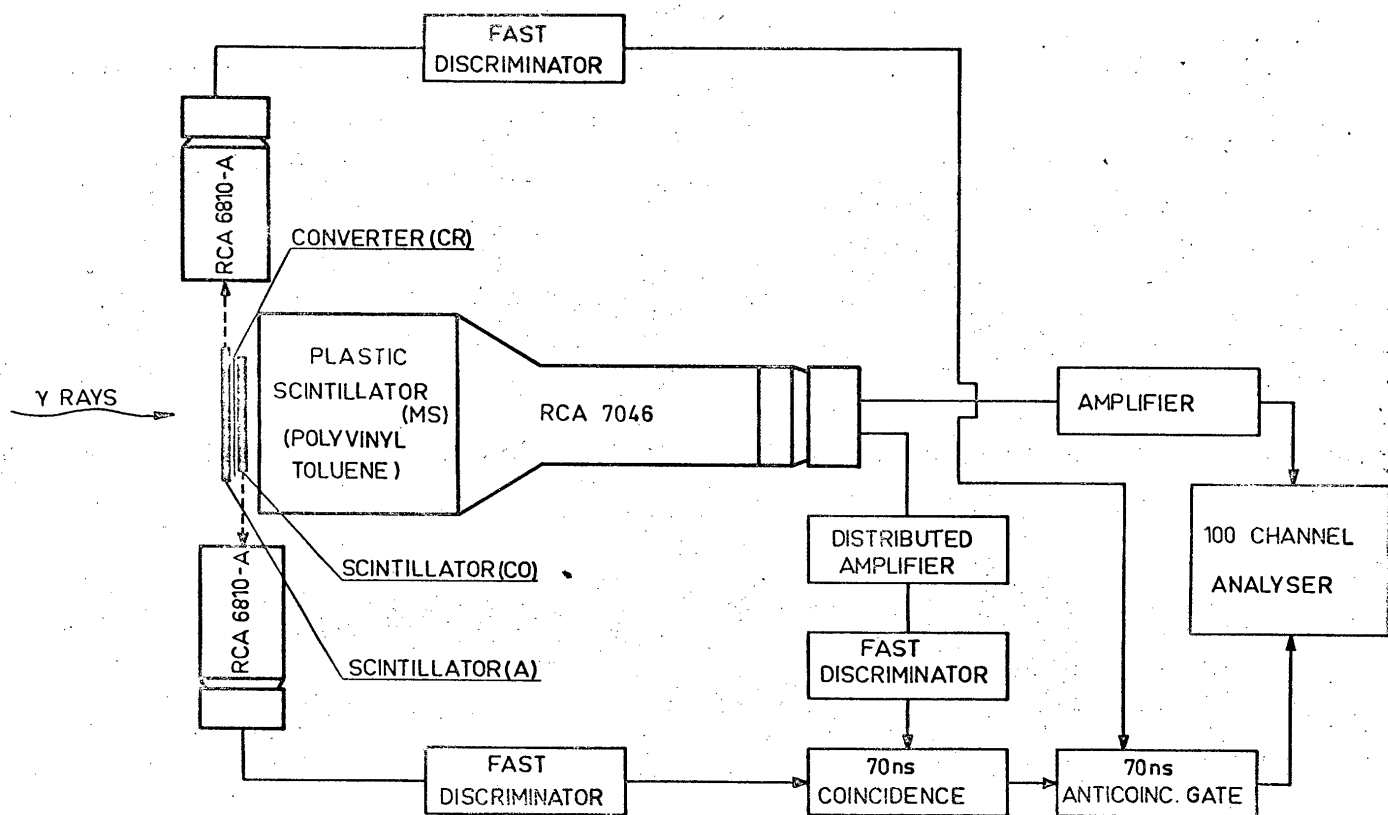 FAST
DISCRIMINATOR
RCA 6810-A
CONVERTER (CR)
γ RAYS
PLASTIC
SCINTILLATOR
(MS)
(POLYVINYL
TOLUENE)
RCA 7046
AMPLIFIER
100 CHANNEL
ANALYSER
DISTRIBUTED
AMPLIFIER
SCINTILLATOR (CO)
RCA 6810-A
SCINTILLATOR (A)
FAST
DISCRIMINATOR
FAST
DISCRIMINATOR
70ns
COINCIDENCE
70ns
ANTICOINC. GATE